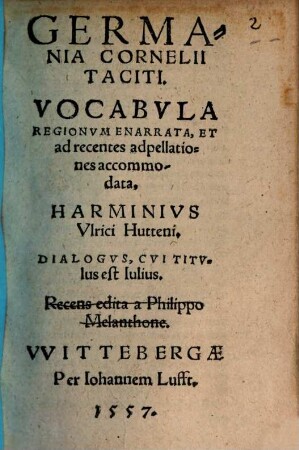 2
GERMA=
NIA CORNELII
TACITI.
VOCABVLA
REGIONVM ENARRATA, ET
ad recentes adpellatio=
nes accommo=
data.
HARMINIVS
Vlrici Hutteni.
DIALOGVS, CVI TITV=
lus est Iulius.
Recens edita a Philippo
Melanthone.
VVITTEBERGÆ
Per Iohannem Lufft.
1557.